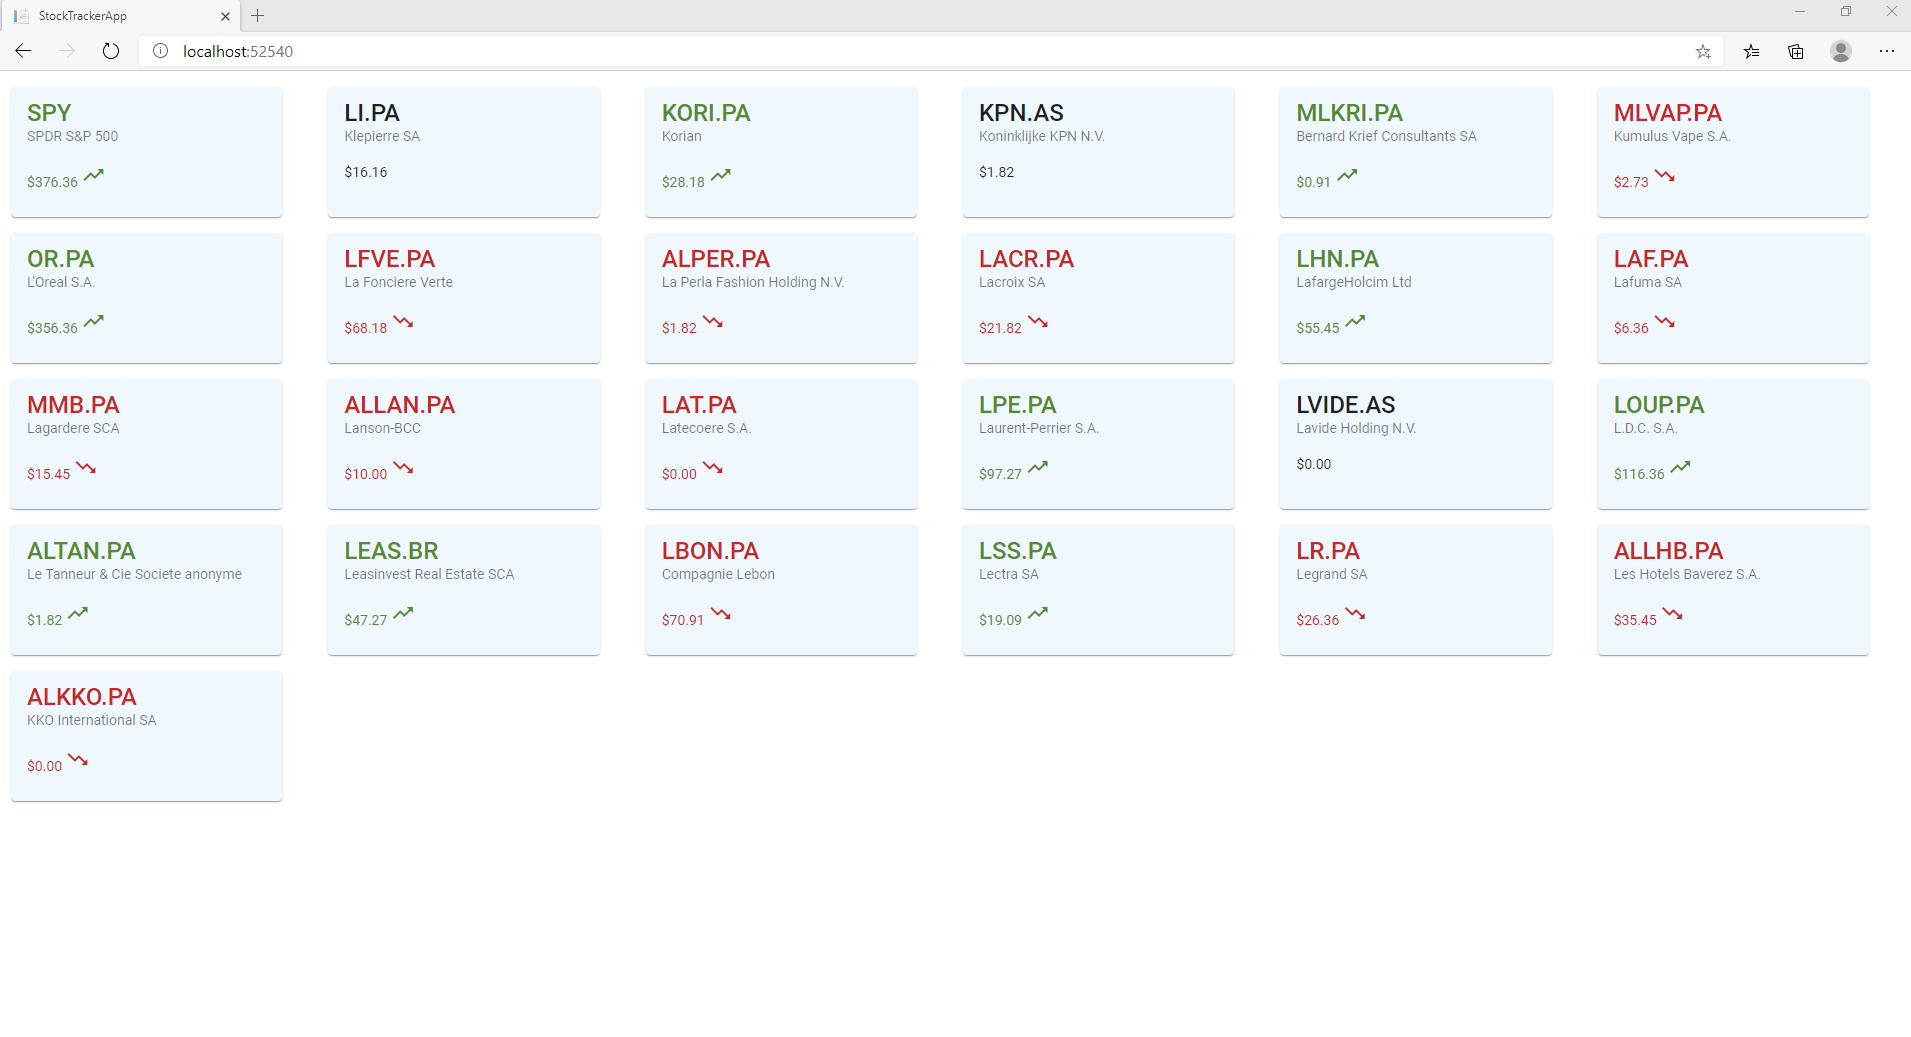 StockTrackerApp
localhost:52540
SPY
SPDR S&P 500
$376.36
LI.PA
Klepierre SA
$16.16
KORI.PA
Korian
$28.18
KPN.AS
Koninklijke KPN N.V.
$1.82
MLKRI.PA
Bernard Krief Consultants SA
$0.91
MLVAP.PA
Kumulus Vape S.A.
$2.73
OR.PA
L'Oreal S.A.
$356.36
LFVE.PA
La Fonciere Verte
$68.18
ALPER.PA
La Perla Fashion Holding N.V.
$1.82
LACR.PA
Lacroix SA
$21.82
LHN.PA
LafargeHolcim Ltd
$55.45
LAF.PA
Lafuma SA
$6.36
MMB.PA
Lagardere SCA
$15.45
ALLAN.PA
Lanson-BCC
$10.00
LAT.PA
Latecoere S.A.
$0.00
LPE.PA
Laurent-Perrier S.A.
$97.27
LVIDE.AS
Lavide Holding N.V.
$0.00
LOUP.PA
L.D.C. S.A.
$116.36
ALTAN.PA
Le Tanneur & Cie Societe anonyme
$1.82
LEAS.BR
Leasinvest Real Estate SCA
$47.27
LBON.PA
Compagnie Lebon
$70.91
LSS.PA
Lectra SA
$19.09
LR.PA
Legrand SA
$26.36
ALLHB.PA
Les Hotels Baverez S.A.
$35.45
ALKKO.PA
KKO International SA
$0.00